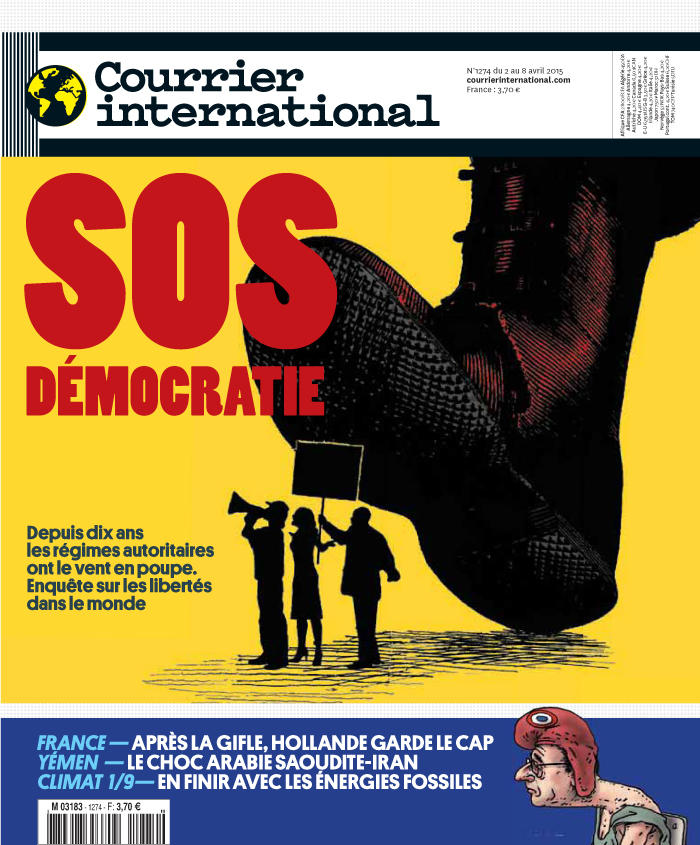 Courrier
international
N°1274 du 2 au 8 avril 2015
courrierinternational.com
France : 3,70 €
SOS
DÉMOCRATIE
Depuis dix ans
les régimes autoritaires
ont le vent en poupe.
Enquête sur les libertés
dans le monde
FRANCE — APRÈS LA GIFLE, HOLLANDE GARDE LE CAP
YÉMEN — LE CHOC ARABIE SAOUDITE-IRAN
CLIMAT 1/9 — EN FINIR AVEC LES ÉNERGIES FOSSILES
M 03183 - 1274 - F: 3,70 €